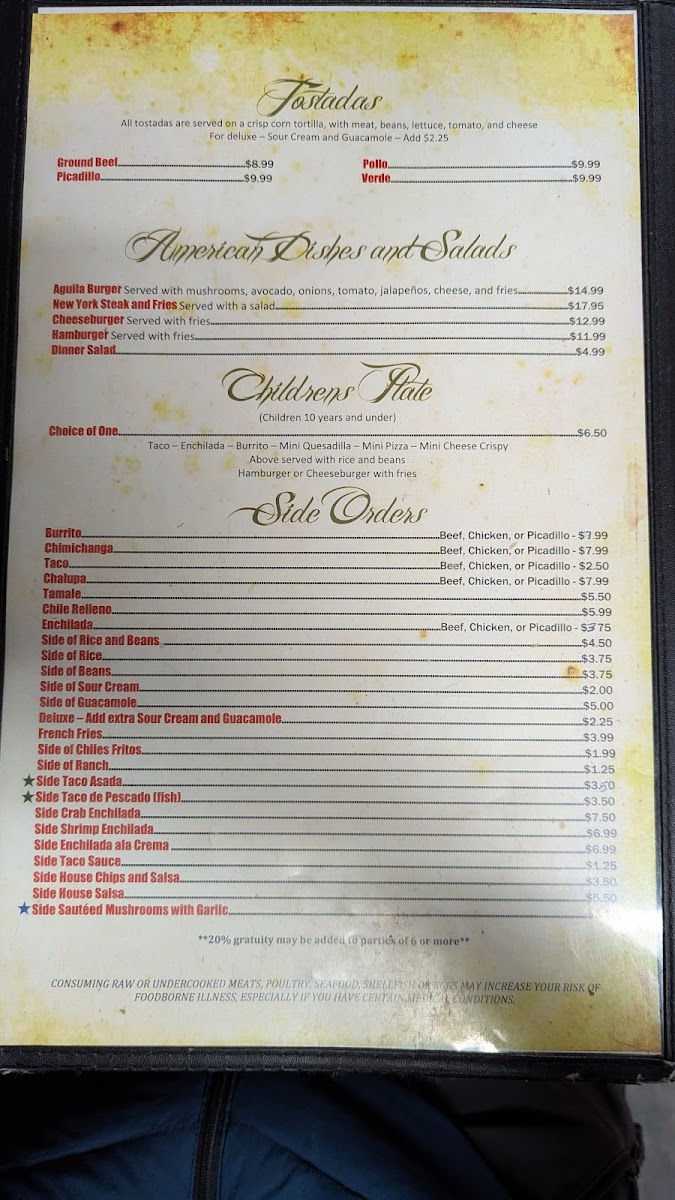 Tostadas
All tostadas are served on a crisp corn tortilla, with meat, beans, lettuce, tomato, and cheese
For deluxe – Sour Cream and Guacamole – Add $2.25
Ground Beef $8.99
Picadillo $9.99
Pollo $9.99
Verde $9.99
American Dishes and Salads
Aguila Burger Served with mushrooms, avocado, onions, tomato, jalapeños, cheese, and fries $14.99
New York Steak and Fries Served with a salad $17.95
Cheeseburger Served with fries $12.99
Hamburger Served with fries $11.99
Dinner Salad $4.99
Childrens Plate
(Children 10 years and under)
Choice of One $6.50
Taco – Enchilada – Burrito – Mini Quesadilla – Mini Pizza – Mini Cheese Crispy
Above served with rice and beans
Hamburger or Cheeseburger with fries
Side Orders
Burrito Beef, Chicken, or Picadillo - $7.99
Chimichanga Beef, Chicken, or Picadillo - $7.99
Taco Beef, Chicken, or Picadillo - $2.50
Chalupa Beef, Chicken, or Picadillo - $7.99
Tamale $5.50
Chile Relleno $5.99
Enchilada Beef, Chicken, or Picadillo - $3.75
Side of Rice and Beans $4.50
Side of Rice $3.75
Side of Beans $3.75
Side of Sour Cream $2.00
Side of Guacamole $5.00
Deluxe – Add extra Sour Cream and Guacamole $2.25
French Fries $3.99
Side of Chiles Fritos $1.99
Side of Ranch $1.25
Side Taco Asada $3.50
Side Taco de Pescado (fish) $3.50
Side Crab Enchilada $7.50
Side Shrimp Enchilada $6.99
Side Enchilada ala Crema $6.99
Side Taco Sauce $1.25
Side House Chips and Salsa $3.50
Side House Salsa $5.50
Side Sautéed Mushrooms with Garlic
**20% gratuity may be added to parties of 6 or more**
CONSUMING RAW OR UNDERCOOKED MEATS, POULTRY, SEAFOOD, SHELLFISH OR EGGS MAY INCREASE YOUR RISK OF
FOODBORNE ILLNESS, ESPECIALLY IF YOU HAVE CERTAIN MEDICAL CONDITIONS.